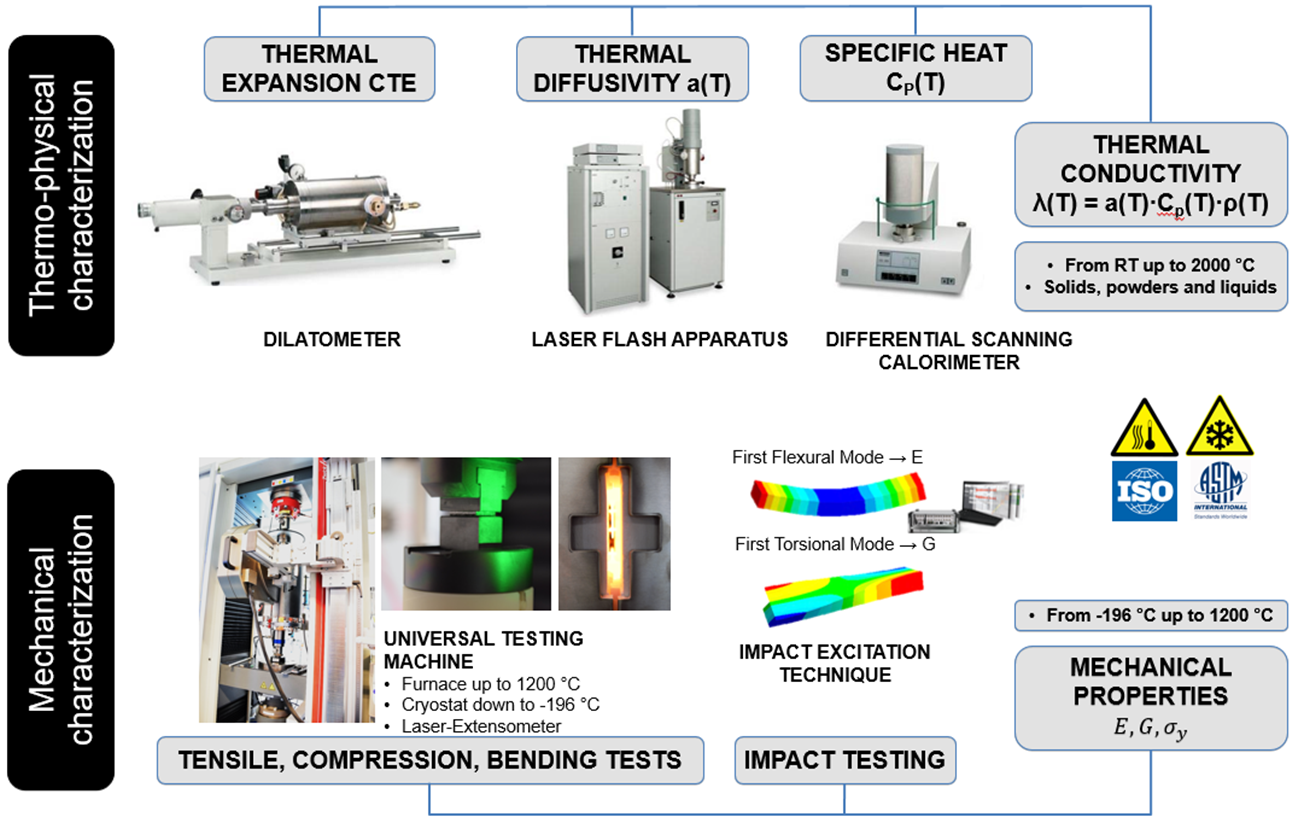 Thermo-physical
characterization
THERMAL
EXPANSION CTE
THERMAL
DIFFUSIVITY a(T)
SPECIFIC HEAT
Cₚ(T)
THERMAL
CONDUCTIVITY
λ(T) = a(T)·Cₚ(T)·ρ(T)
• From RT up to 2000 °C
• Solids, powders and liquids
DILATOMETER
LASER FLASH APPARATUS
DIFFERENTIAL SCANNING
CALORIMETER
Mechanical
characterization
UNIVERSAL TESTING
MACHINE
• Furnace up to 1200 °C
• Cryostat down to -196 °C
• Laser-Extensometer
TENSILE, COMPRESSION, BENDING TESTS
First Flexural Mode → E
First Torsional Mode → G
IMPACT EXCITATION
TECHNIQUE
IMPACT TESTING
ISO
ASTM
INTERNATIONAL
Standards Worldwide
• From -196 °C up to 1200 °C
MECHANICAL
PROPERTIES
E, G, σ_y